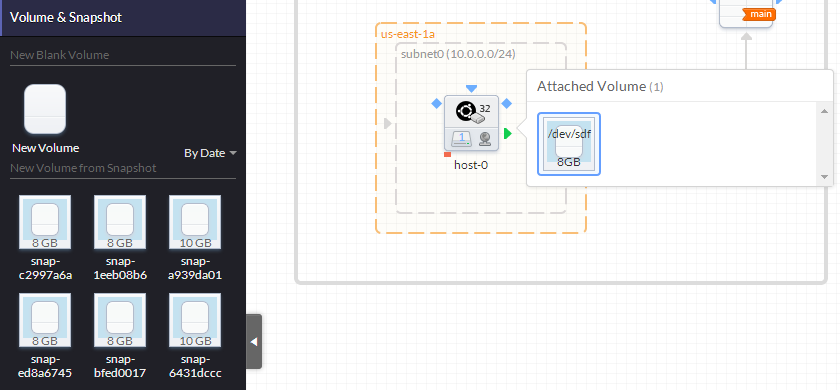 Volume & Snapshot
New Blank Volume
New Volume
By Date
New Volume from Snapshot
8 GB
8 GB
10 GB
snap-
c2997a6a
snap-
1eeb08b6
snap-
a939da01
8 GB
8 GB
10 GB
snap-
ed8a6745
snap-
bfed0017
snap-
6431dccc
main
us-east-1a
subnet0 (10.0.0.0/24)
32
1
host-0
Attached Volume (1)
/dev/sdf
8GB